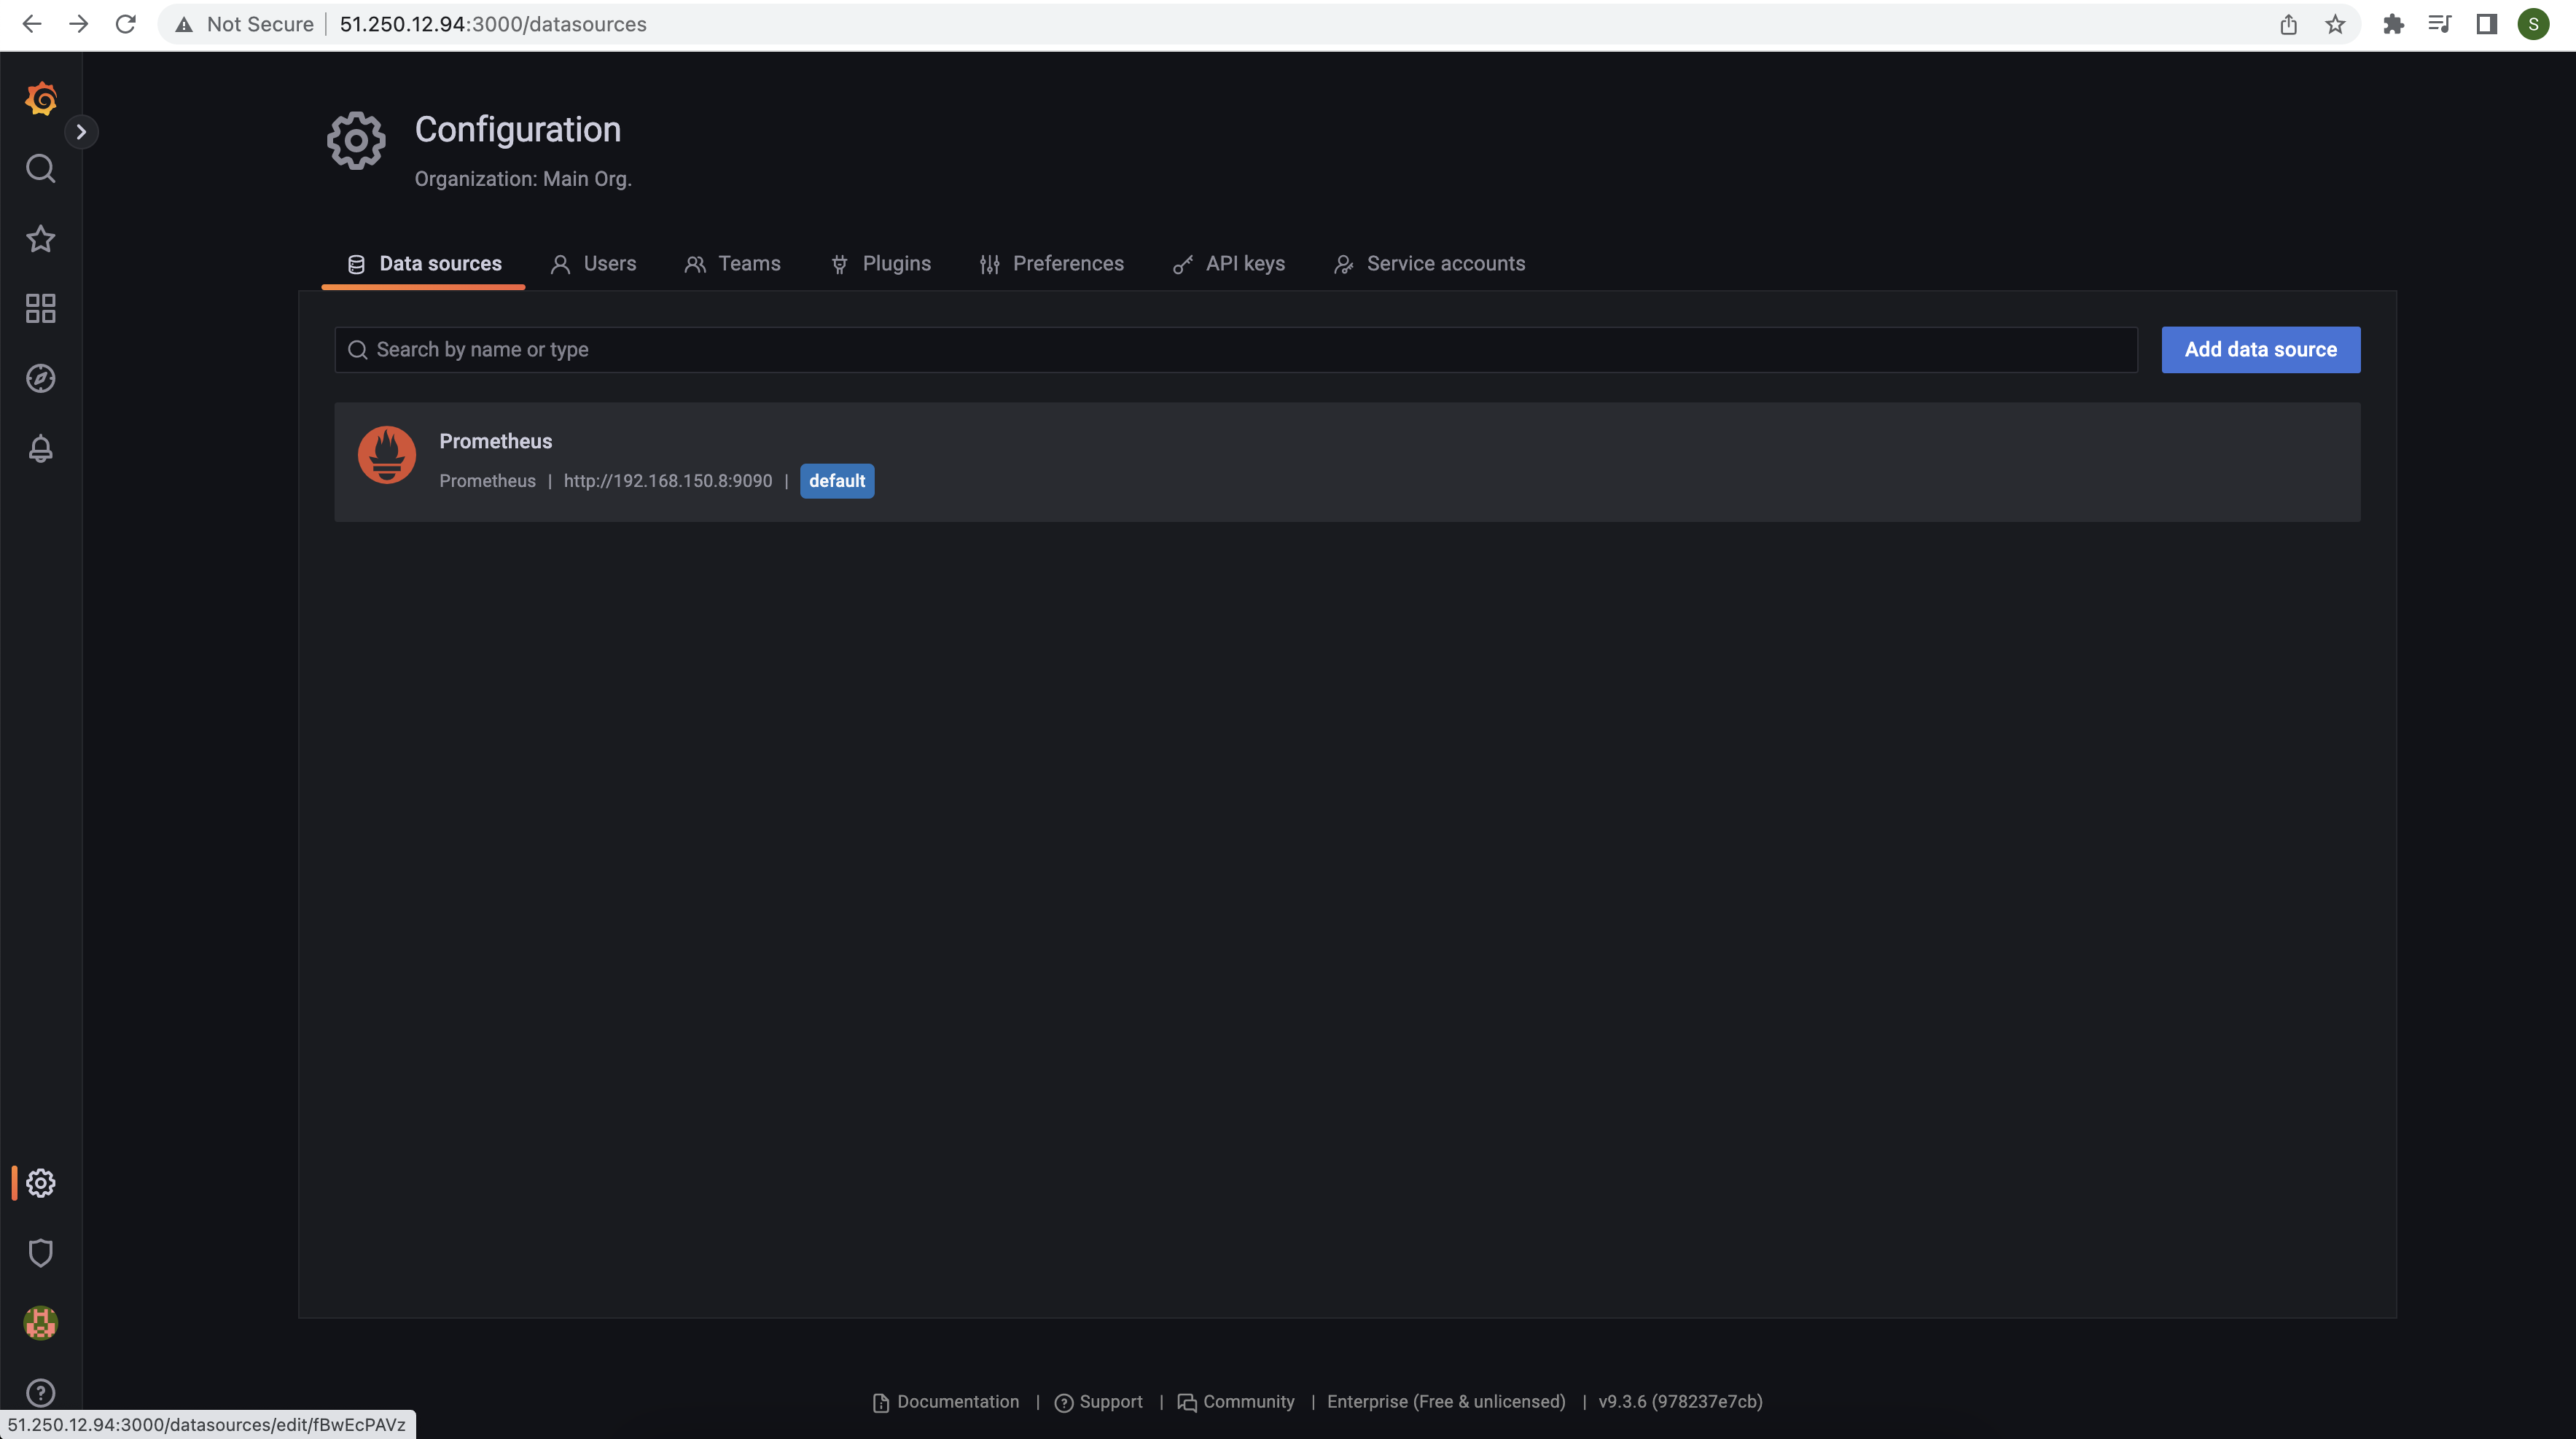 Not Secure | 51.250.12.94:3000/datasources
S
Configuration
Organization: Main Org.
Data sources Users Teams Plugins Preferences API keys Service accounts
Search by name or type
Add data source
Prometheus
Prometheus | http://192.168.150.8:9090 | default
Documentation | Support | Community | Enterprise (Free & unlicensed) | v9.3.6 (978237e7cb)
51.250.12.94:3000/datasources/edit/fBwEcPAVz